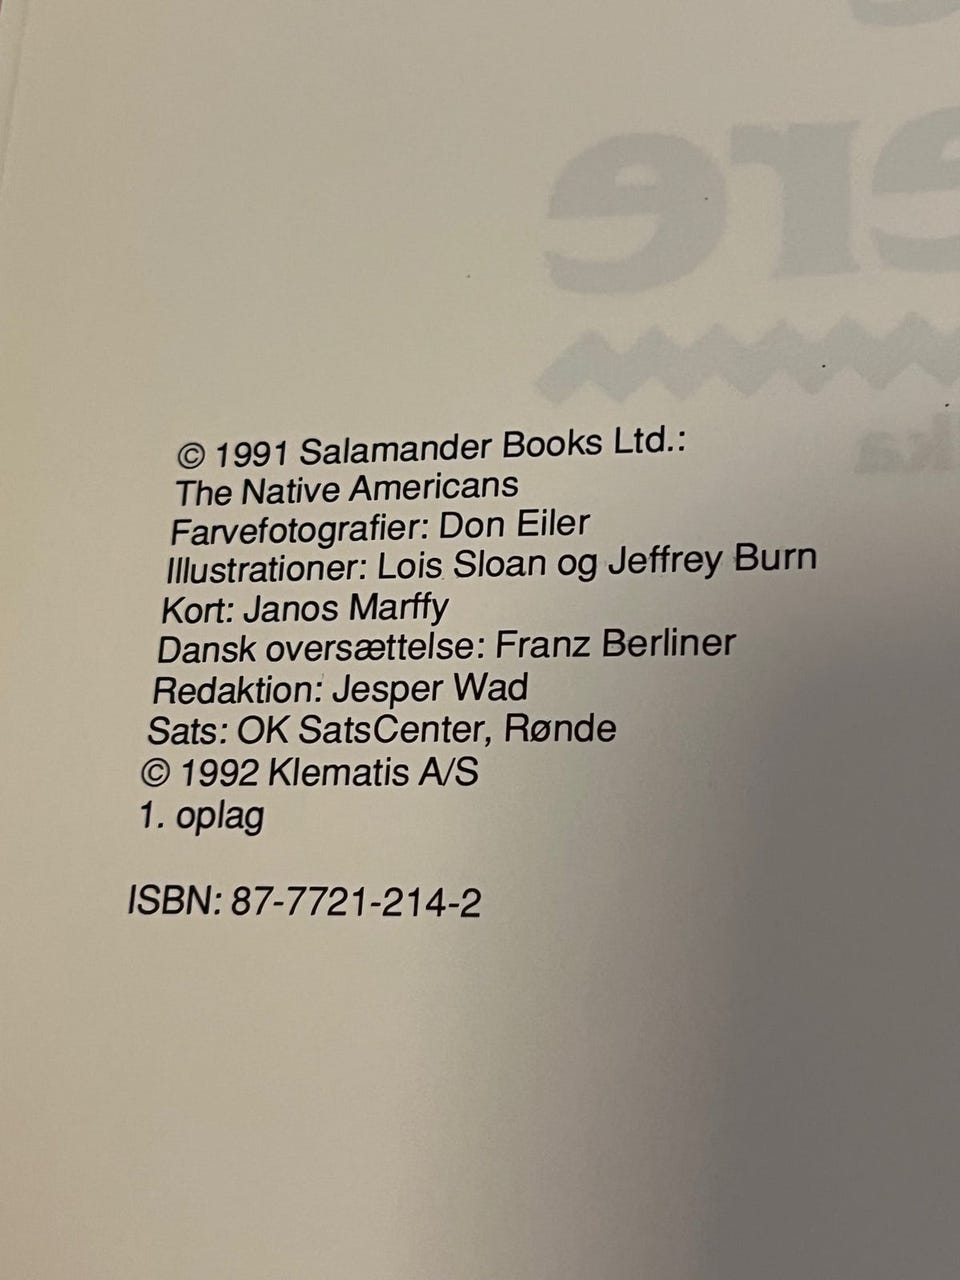 © 1991 Salamander Books Ltd.:
The Native Americans
Farvefotografier: Don Eiler
Illustrationer: Lois Sloan og Jeffrey Burn
Kort: Janos Marffy
Dansk oversættelse: Franz Berliner
Redaktion: Jesper Wad
Sats: OK SatsCenter, Rønde
© 1992 Klematis A/S
1. oplag
ISBN: 87-7721-214-2